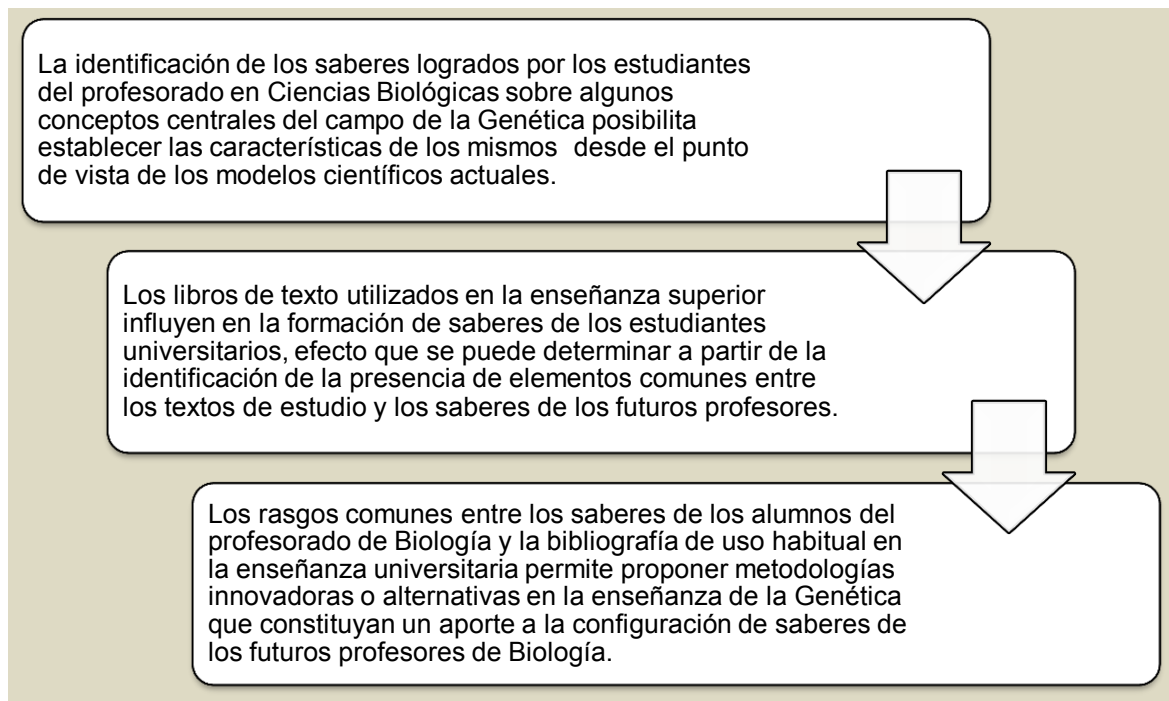 La identificación de los saberes logrados por los estudiantes
del profesorado en Ciencias Biológicas sobre algunos
conceptos centrales del campo de la Genética posibilita
establecer las características de los mismos desde el punto
de vista de los modelos científicos actuales.
Los libros de texto utilizados en la enseñanza superior
influyen en la formación de saberes de los estudiantes
universitarios, efecto que se puede determinar a partir de la
identificación de la presencia de elementos comunes entre
los textos de estudio y los saberes de los futuros profesores.
Los rasgos comunes entre los saberes de los alumnos del
profesorado de Biología y la bibliografía de uso habitual en
la enseñanza universitaria permite proponer metodologías
innovadoras o alternativas en la enseñanza de la Genética
que constituyan un aporte a la configuración de saberes de
los futuros profesores de Biología.